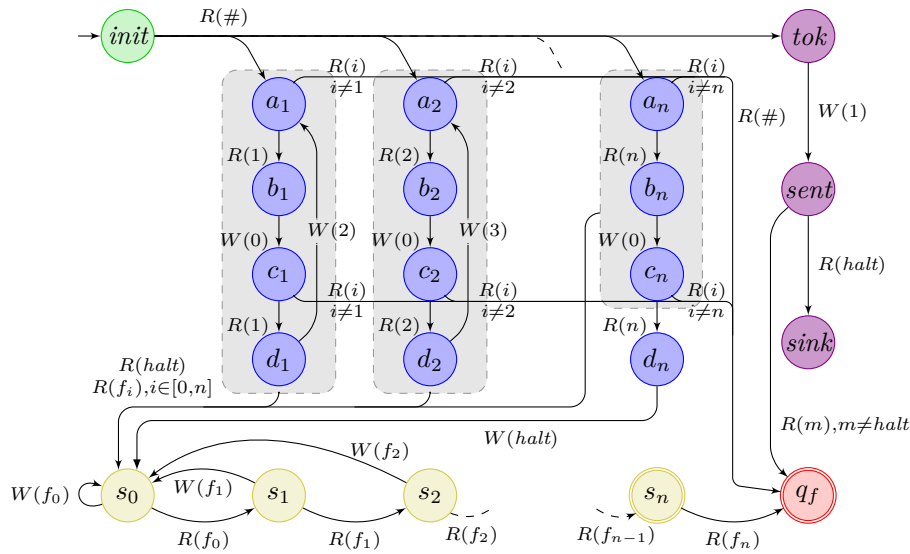 R(#)
init
tok
R(i) R(i) R(i)
i≠1 i≠2 i≠n
a₁ a₂ aₙ
R(#)
W(1)
R(1) R(2) R(n)
b₁ b₂ bₙ
sent
W(0) W(2) W(0) W(3) W(0)
c₁ c₂ cₙ
R(halt)
R(i) R(i) R(i)
i≠1 i≠2 i≠n
R(1) R(2) R(n)
sink
d₁ d₂ dₙ
R(halt)
R(fᵢ),i∈[0,n]
W(halt)
R(m),m≠halt
W(f₂)
W(f₀)
W(f₁)
s₀ s₁ s₂ sₙ q_f
R(f₀) R(f₁) R(f₂) R(fₙ₋₁) R(fₙ)